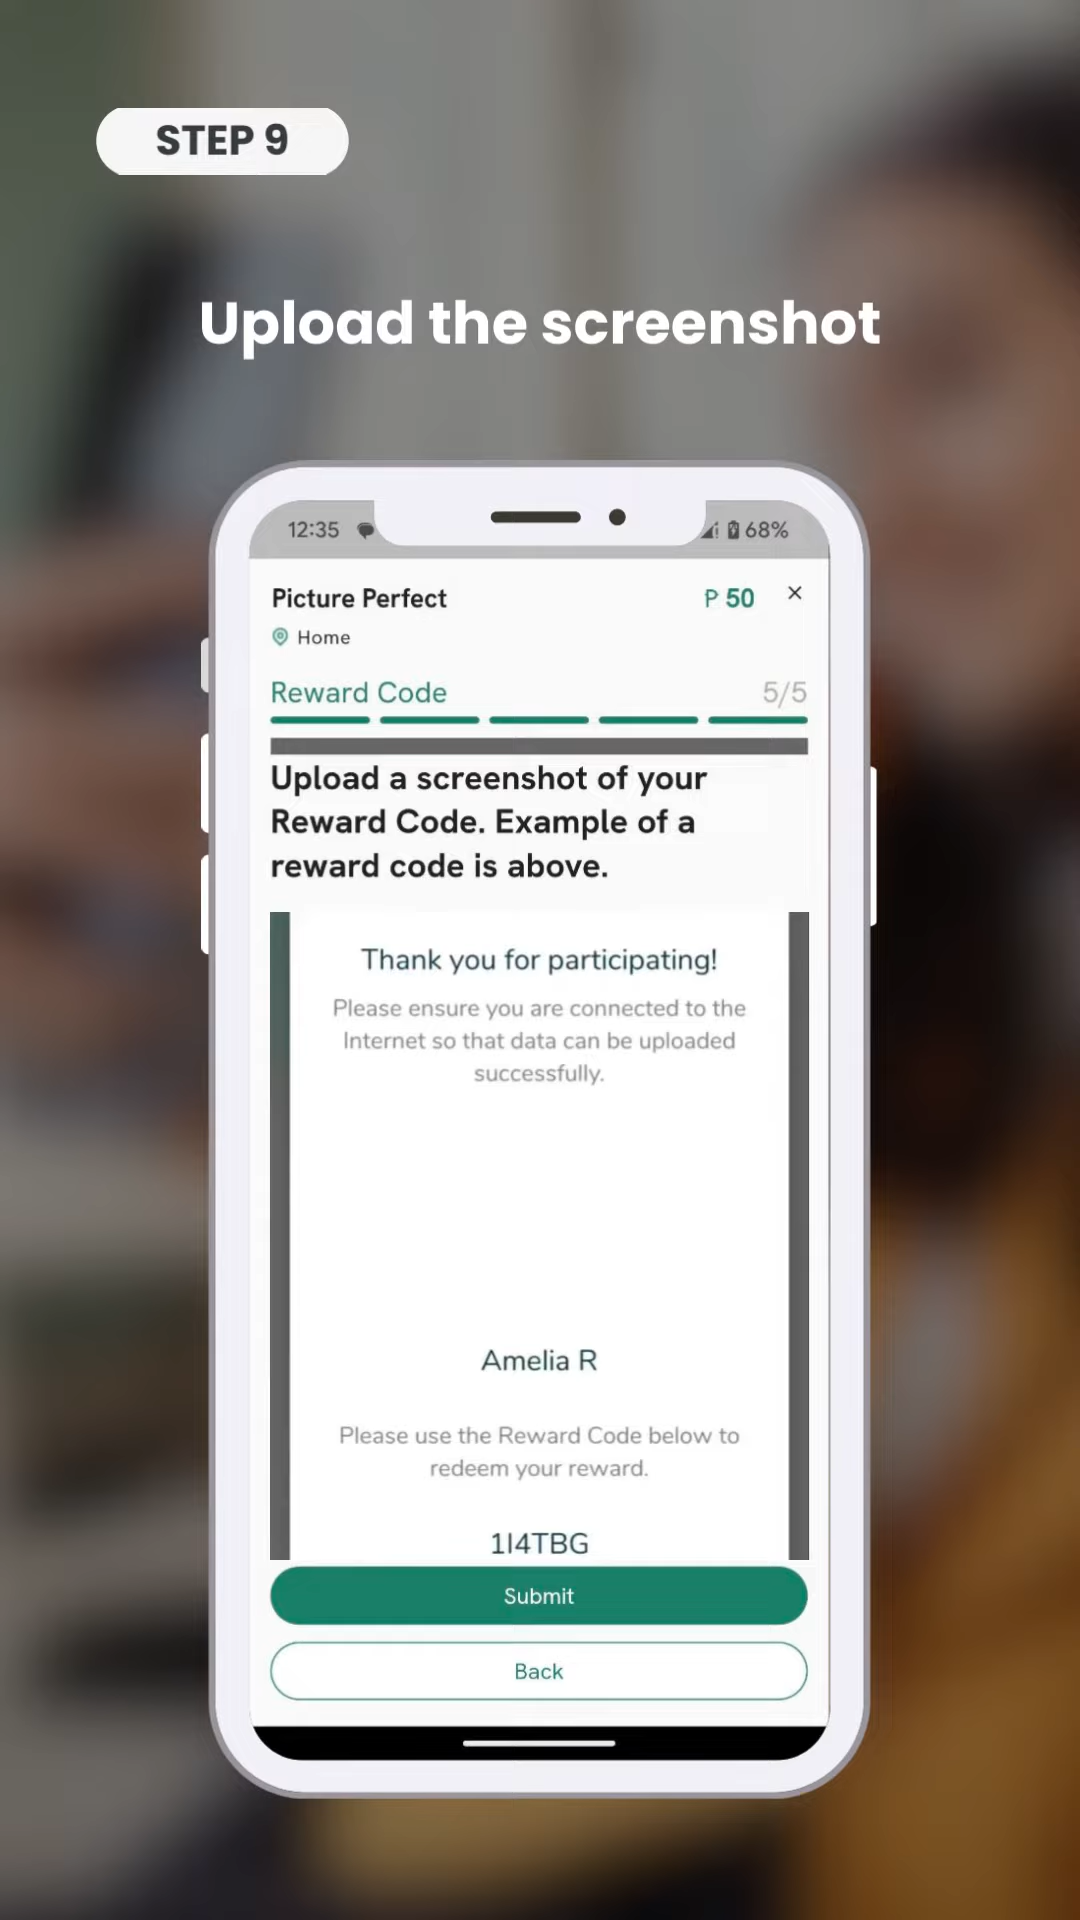 STEP 9
Upload the screenshot
12:35
68%
Picture Perfect
₱ 50
Home
Reward Code
5/5
Upload a screenshot of your
Reward Code. Example of a
reward code is above.
Thank you for participating!
Please ensure you are connected to the
Internet so that data can be uploaded
successfully.
Amelia R
Please use the Reward Code below to
redeem your reward.
1I4TBG
Submit
Back